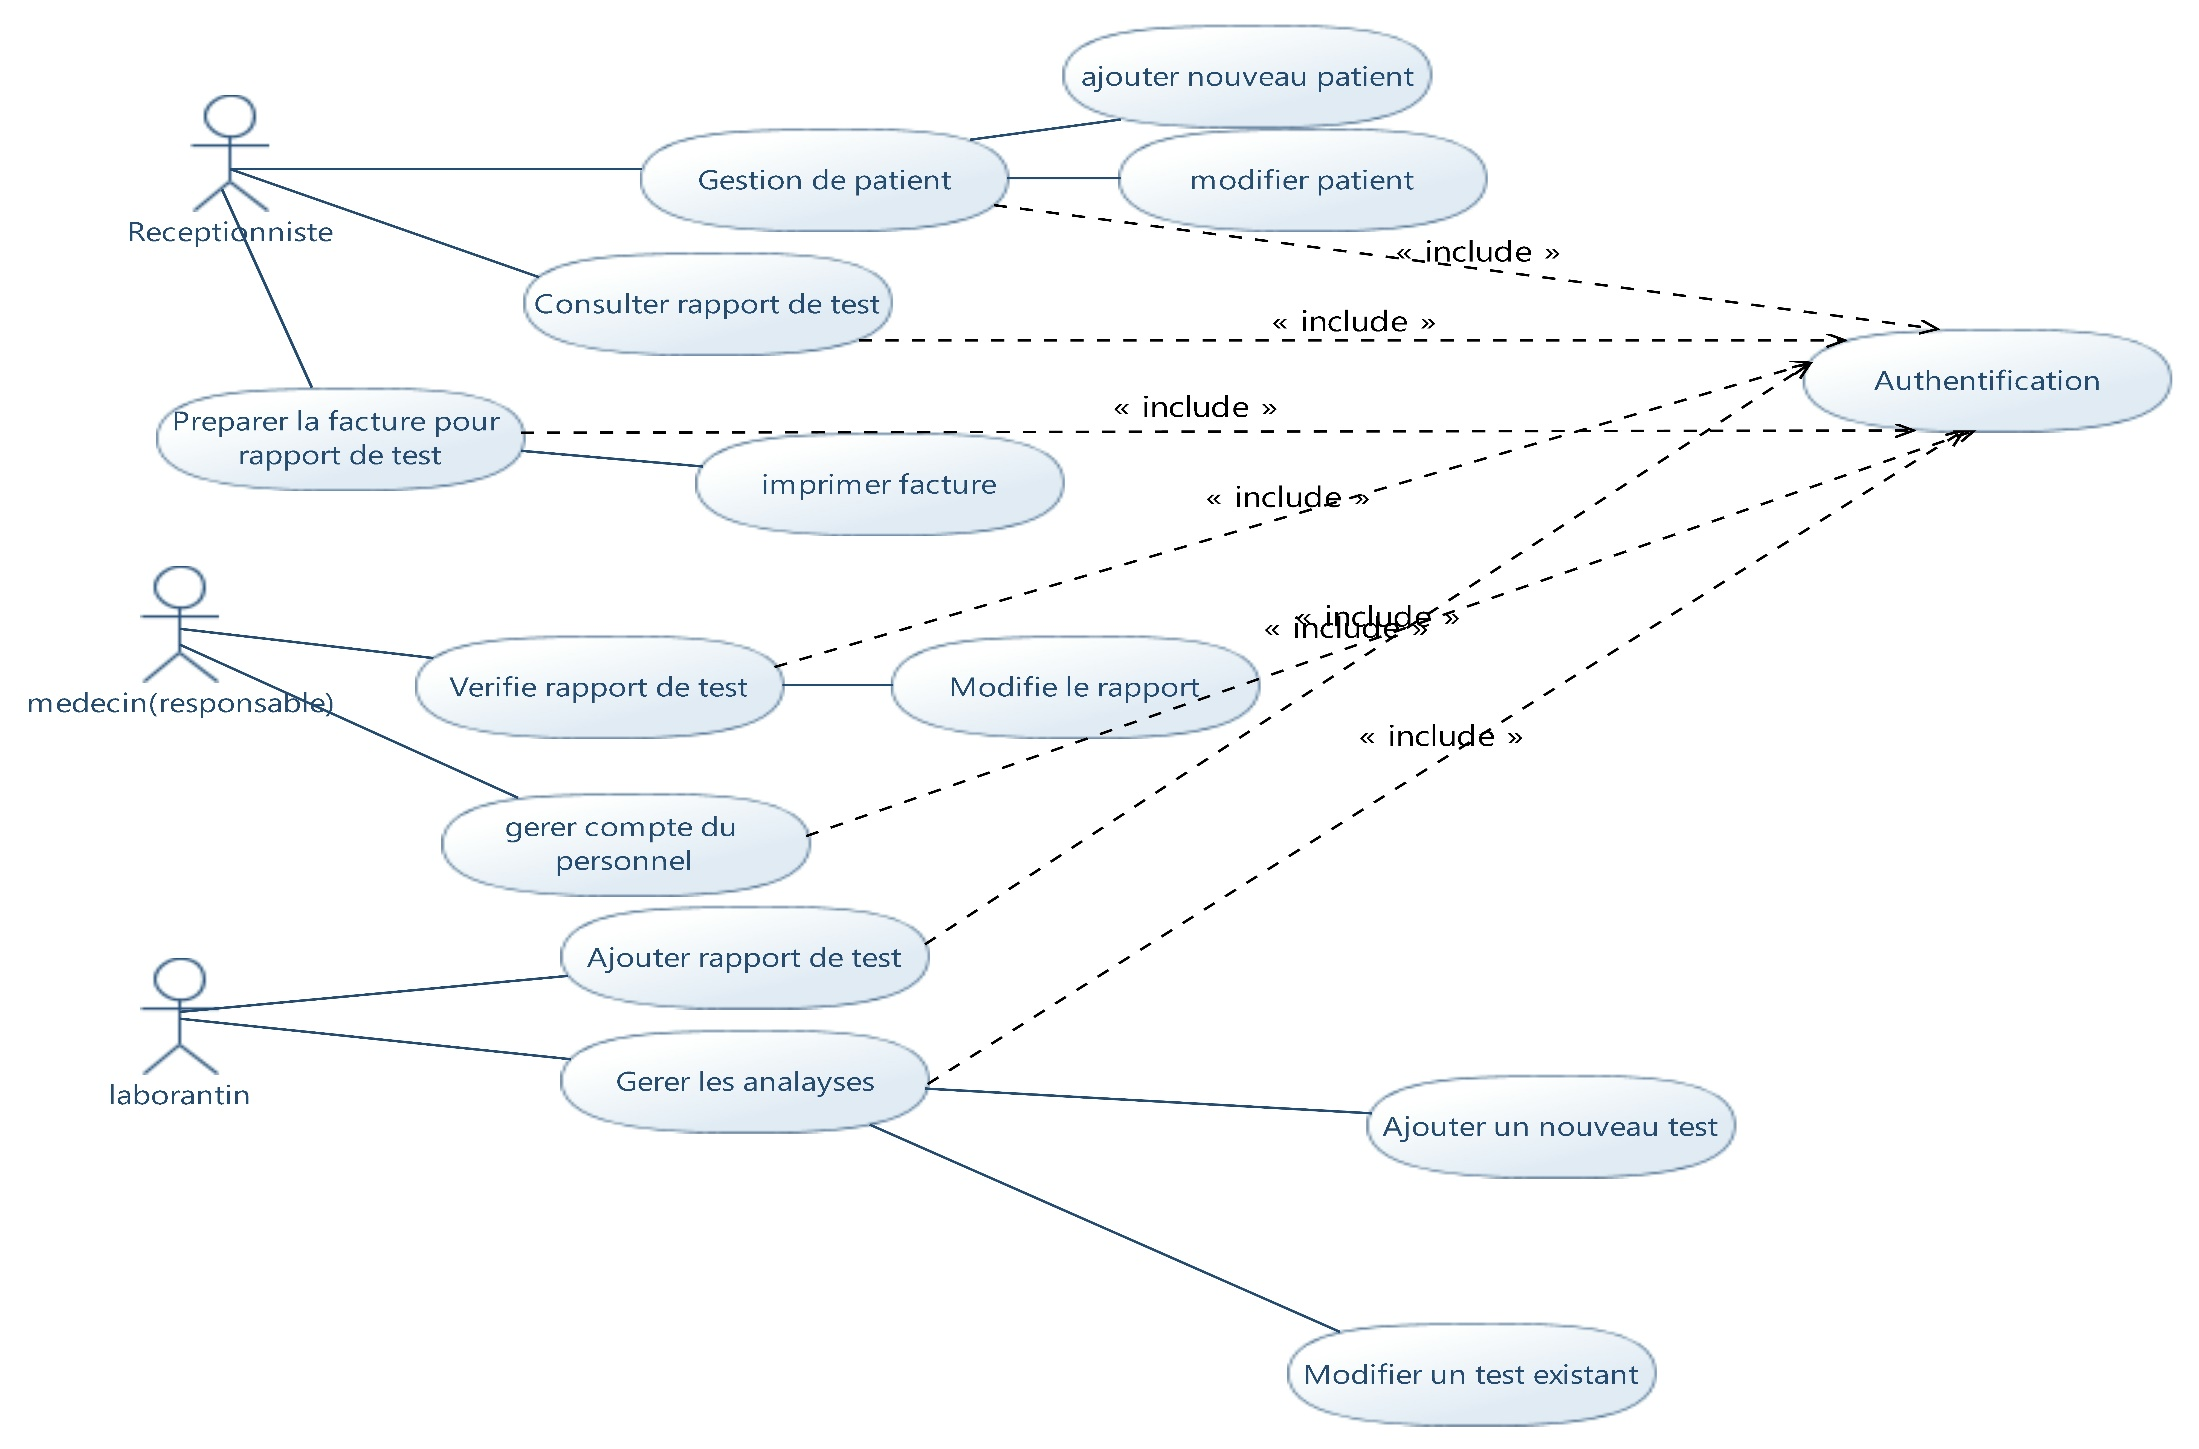 ajouter nouveau patient
Gestion de patient
modifier patient
Receptionniste
« include »
Consulter rapport de test
« include »
Authentification
« include »
Preparer la facture pour
rapport de test
imprimer facture
« include »
« include »
« include »
Verifie rapport de test
Modifie le rapport
medecin(responsable)
« include »
gerer compte du
personnel
Ajouter rapport de test
Gerer les analayses
laborantin
Ajouter un nouveau test
Modifier un test existant